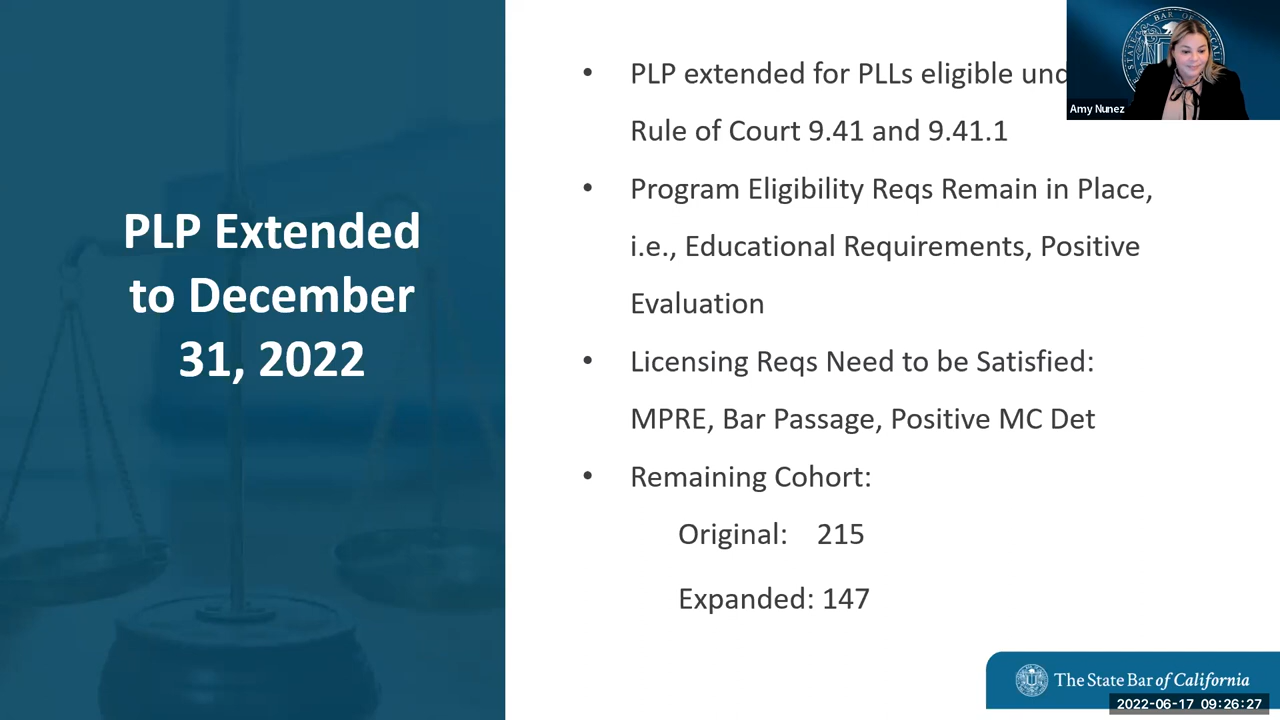 PLP Extended
to December
31, 2022
• PLP extended for PLLs eligible
Rule of Court 9.41 and 9.41.1
• Program Eligibility Reqs Remain in Place,
i.e., Educational Requirements, Positive
Evaluation
• Licensing Reqs Need to be Satisfied:
MPRE, Bar Passage, Positive MC Det
• Remaining Cohort:
Original: 215
Expanded: 147
STATE BAR OF
Amy Nunez
The State Bar of California
2022-06-17 09:26:27